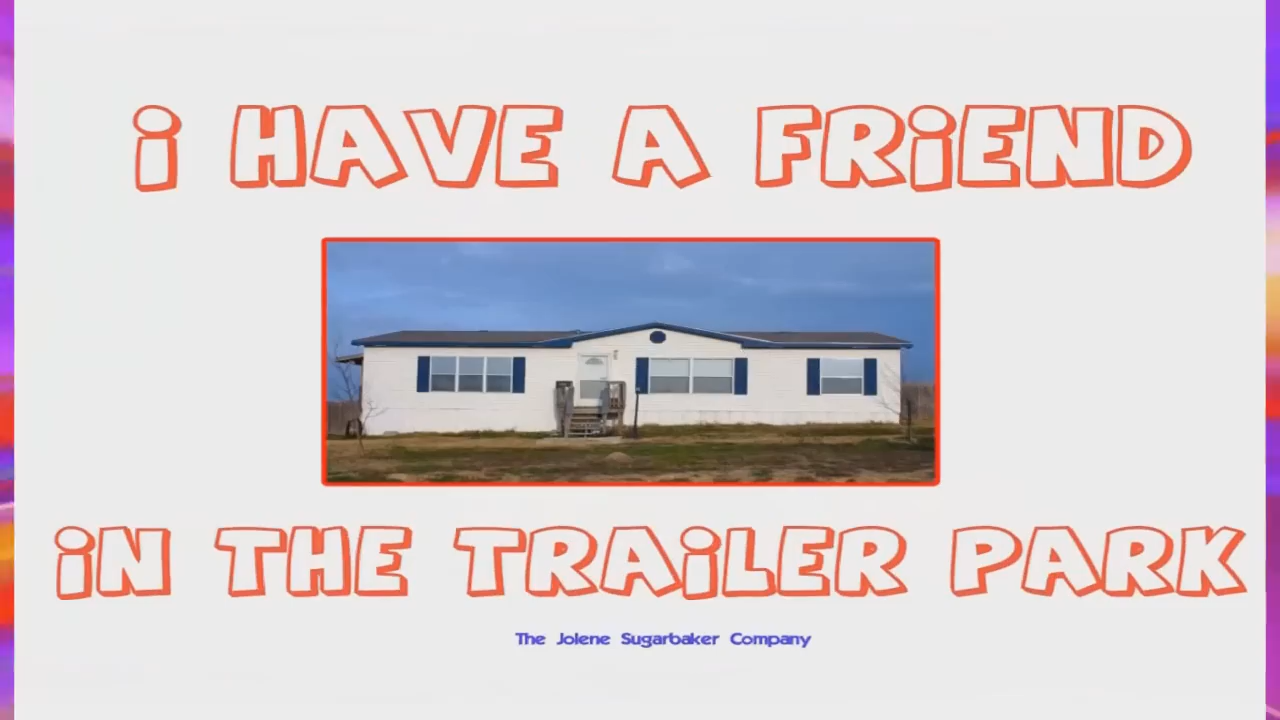 i HAVE A FRiEND
iN THE TRAiLER PARK
The Jolene Sugarbaker Company